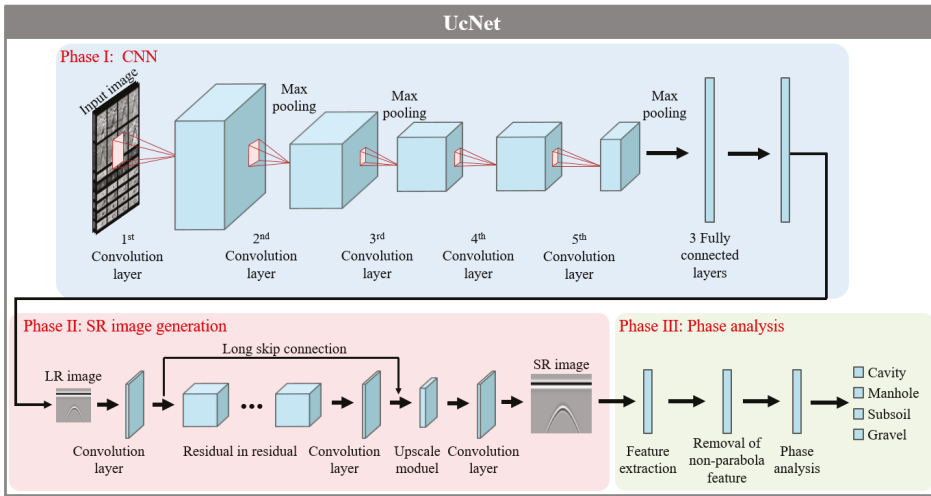 UcNet
Phase I: CNN
Input image
Max
pooling
Max
pooling
Max
pooling
1st
Convolution
layer
2nd
Convolution
layer
3rd
Convolution
layer
4th
Convolution
layer
5th
Convolution
layer
3 Fully
connected
layers
Phase II: SR image generation
Long skip connection
LR image
SR image
Convolution
layer
Residual in residual
Convolution
layer
Upscale
moduel
Convolution
layer
Phase III: Phase analysis
Feature
extraction
Removal of
non-parabola
feature
Phase
analysis
Cavity
Manhole
Subsoil
Gravel